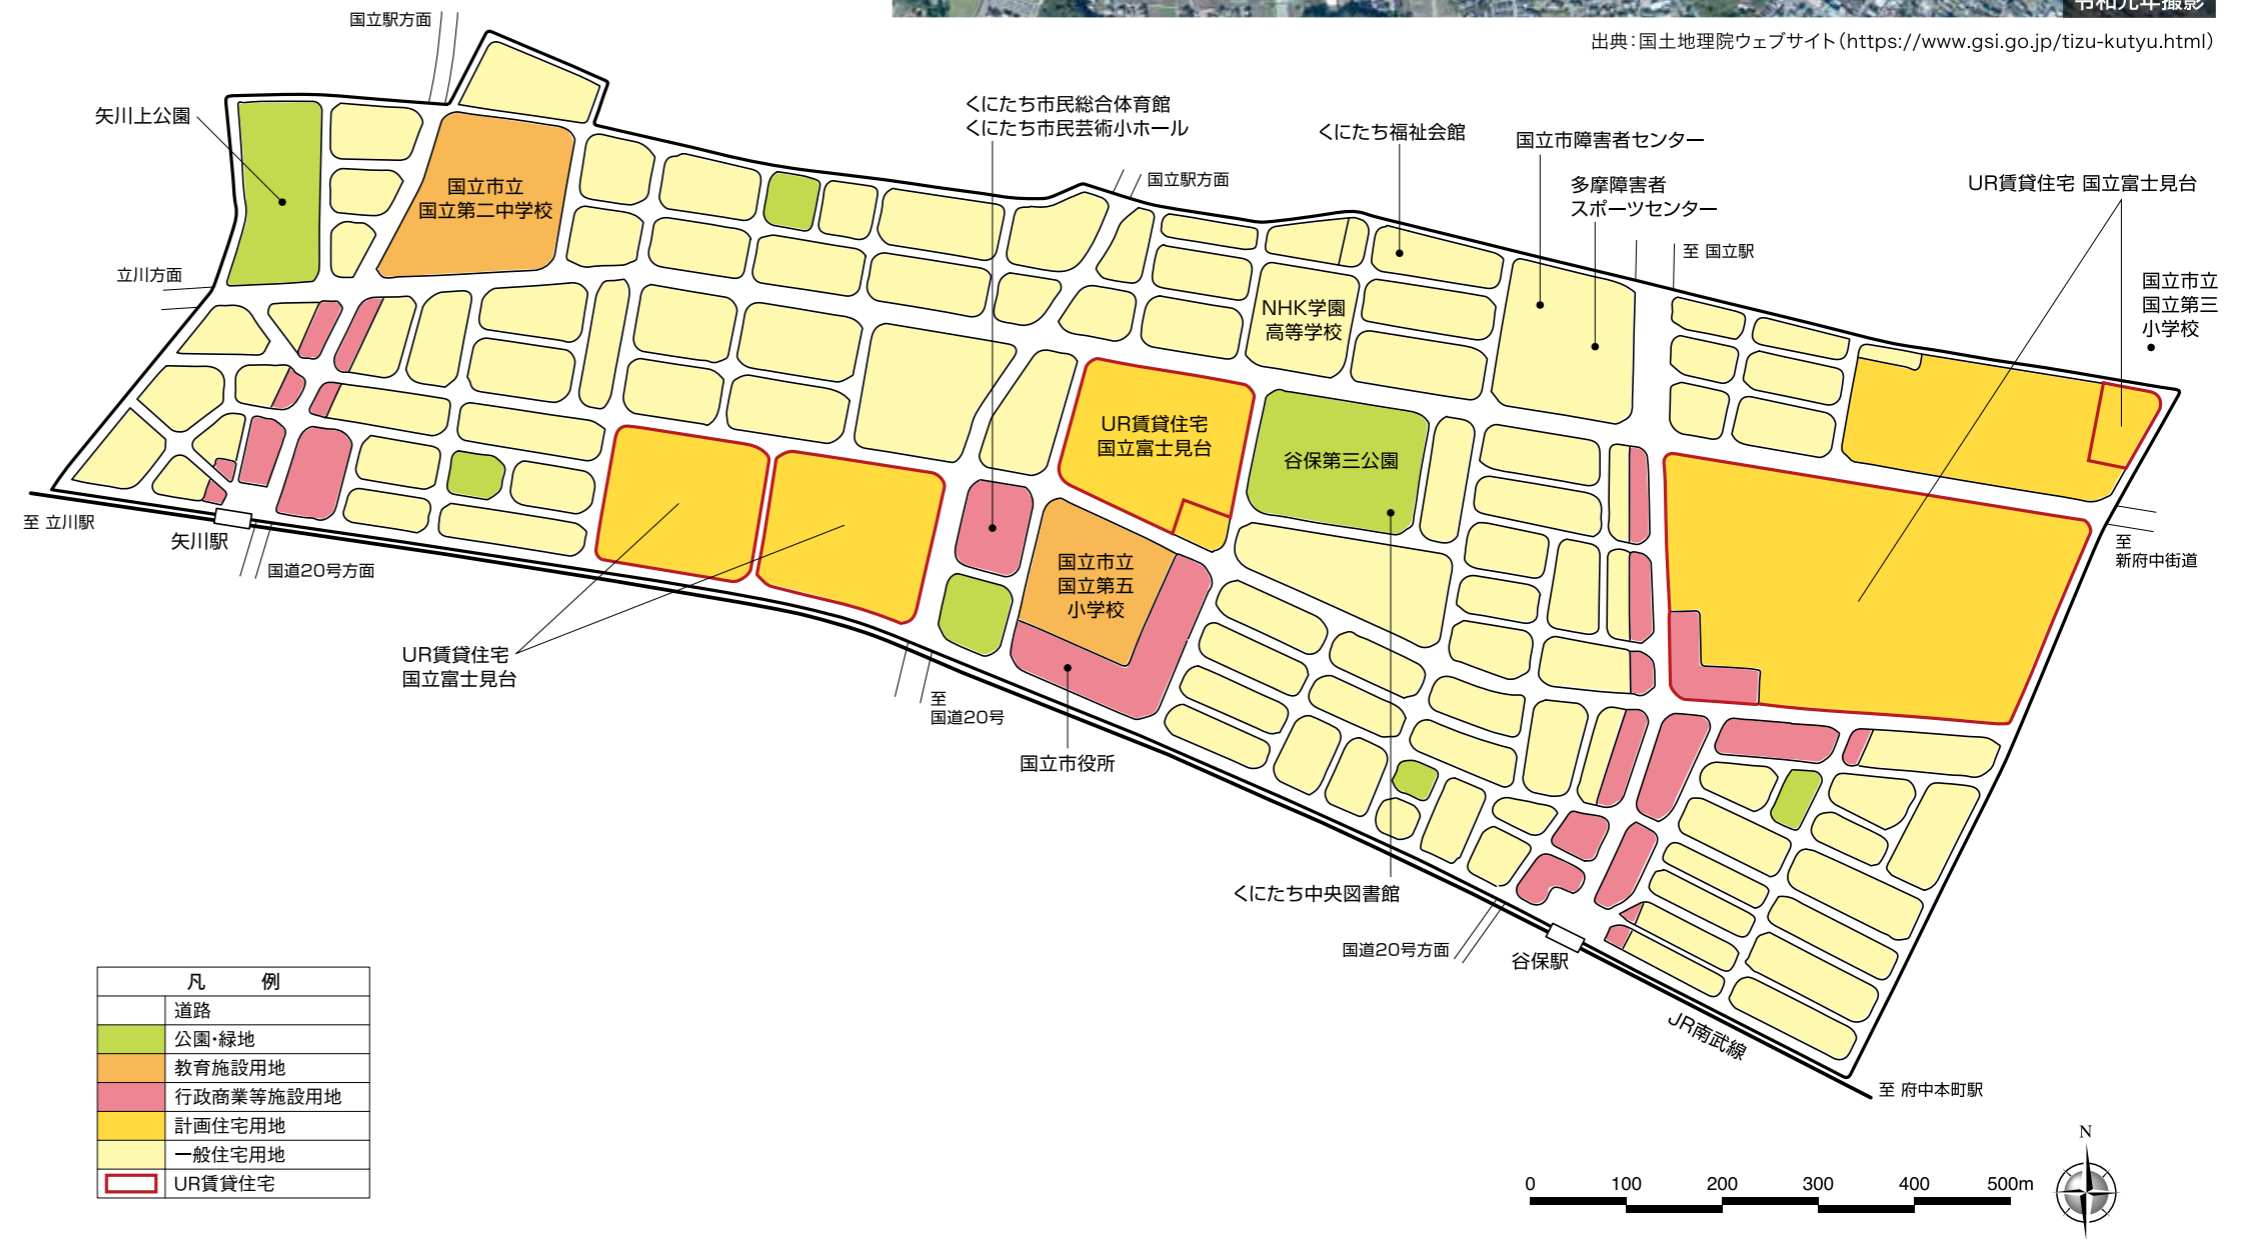 令和元年撮影
出典：国土地理院ウェブサイト（https://www.gsi.go.jp/tizu-kutyu.html）
国立駅方面
矢川上公園
国立市立
国立第二中学校
くにたち市民総合体育館
くにたち市民芸術小ホール
国立駅方面
くにたち福祉会館
国立市障害者センター
多摩障害者
スポーツセンター
UR賃貸住宅 国立富士見台
至 国立駅
国立市立
国立第三
小学校
立川方面
NHK学園
高等学校
UR賃貸住宅
国立富士見台
谷保第三公園
至 立川駅
矢川駅
国道20号方面
国立市立
国立第五
小学校
至
新府中街道
UR賃貸住宅
国立富士見台
至
国道20号
国立市役所
くにたち中央図書館
国道20号方面
谷保駅
JR南武線
至 府中本町駅
凡 例
道路
公園・緑地
教育施設用地
行政商業等施設用地
計画住宅用地
一般住宅用地
UR賃貸住宅
0 100 200 300 400 500m
N